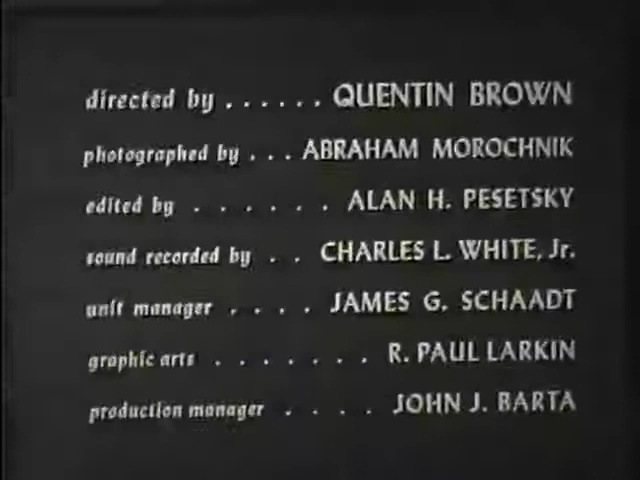 directed by . . . . . . QUENTIN BROWN
photographed by . . . ABRAHAM MOROCHNIK
edited by . . . . . . ALAN H. PESETSKY
sound recorded by . . CHARLES L. WHITE, Jr.
unit manager . . . . JAMES G. SCHAADT
graphic arts . . . . . . . R. PAUL LARKIN
production manager . . . . JOHN J. BARTA